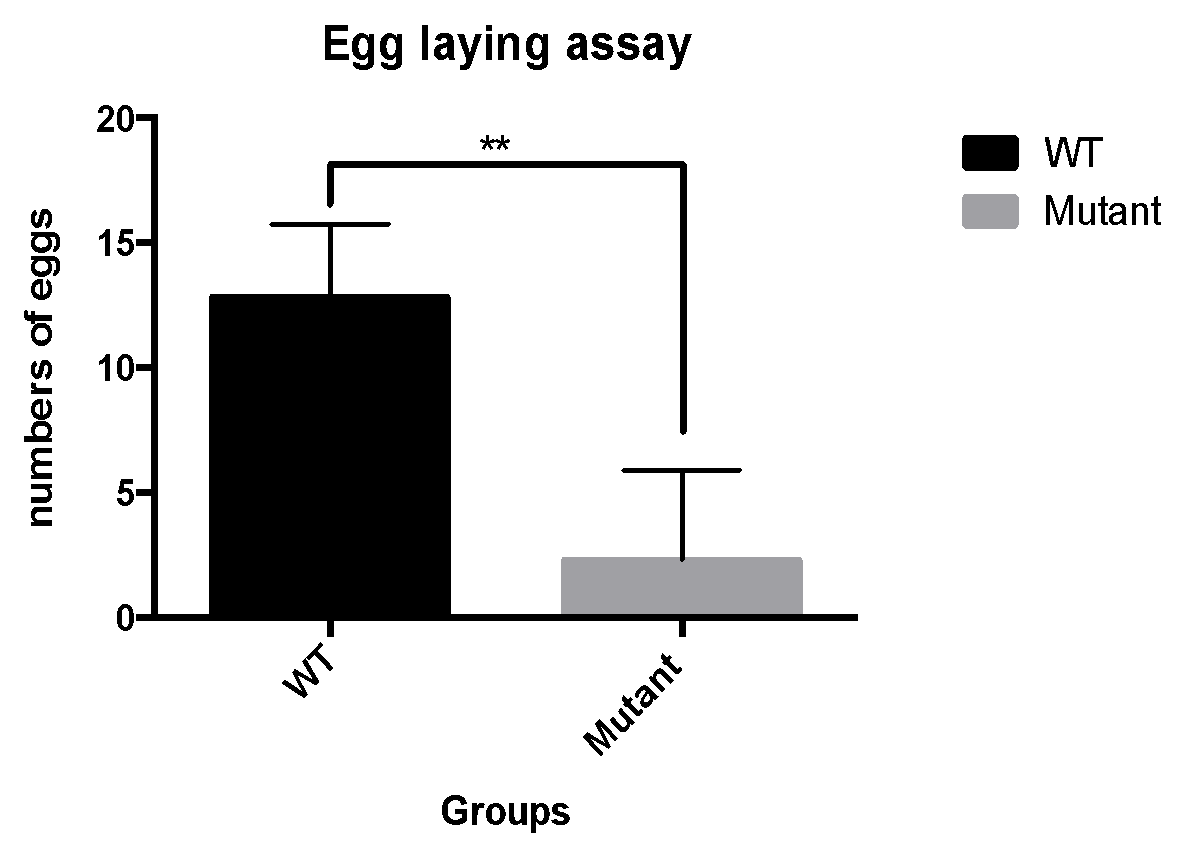 Egg laying assay
20
15
10
5
0
numbers of eggs
**
WT
Mutant
Groups
WT
Mutant